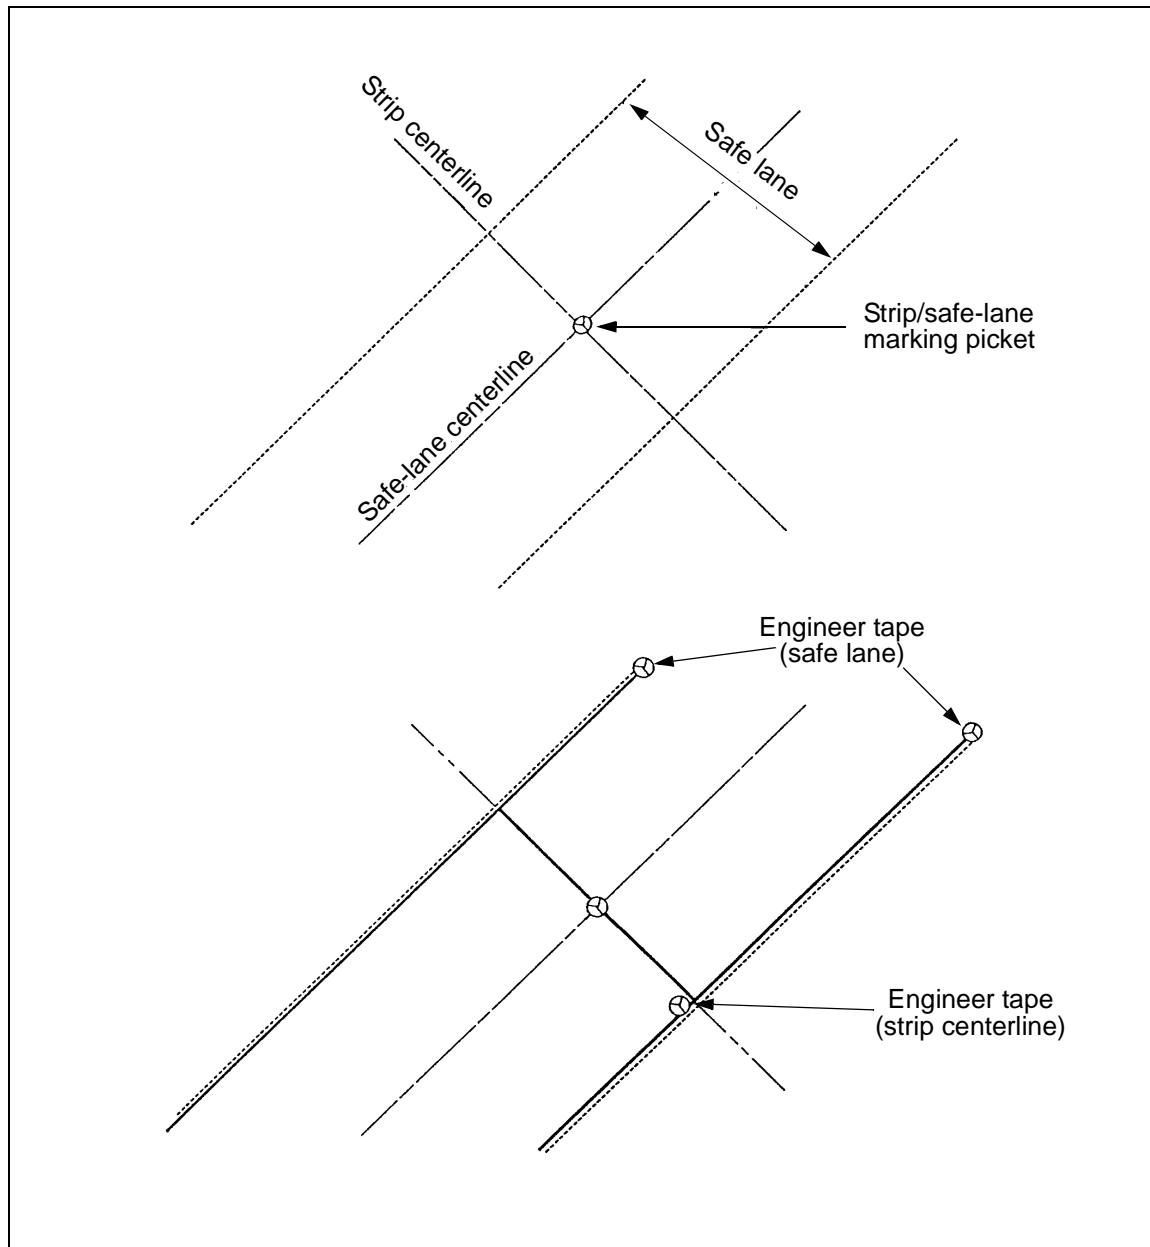 Strip centerline
Safe lane
Strip/safe-lane
marking picket
Safe-lane centerline
Engineer tape
(safe lane)
Engineer tape
(strip centerline)